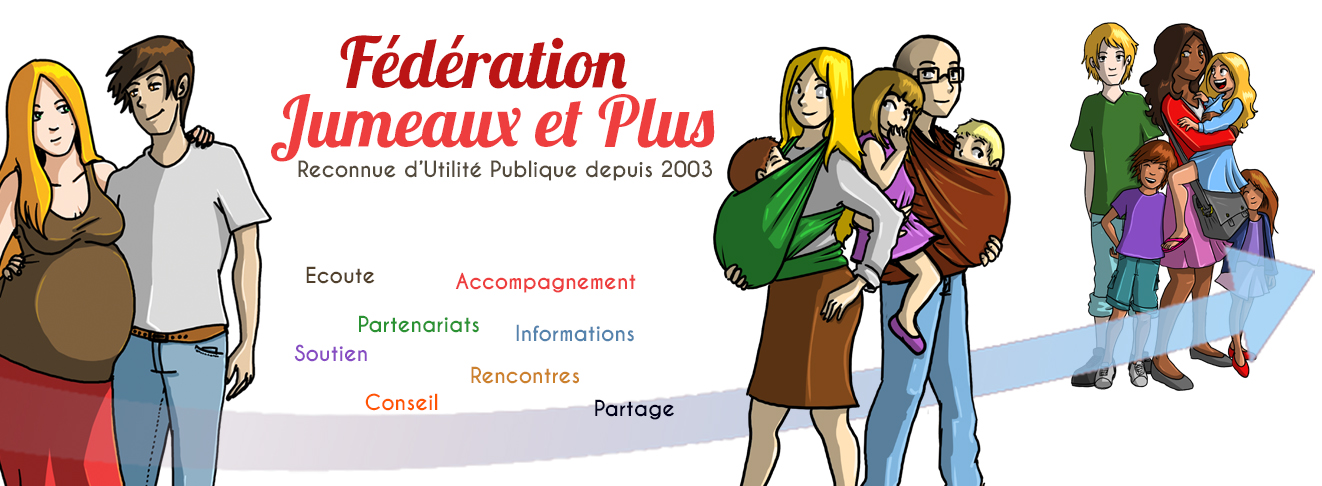 Fédération
Jumeaux et Plus
Reconnue d'Utilité Publique depuis 2003
Ecoute
Accompagnement
Partenariats
Informations
Soutien
Rencontres
Conseil
Partage